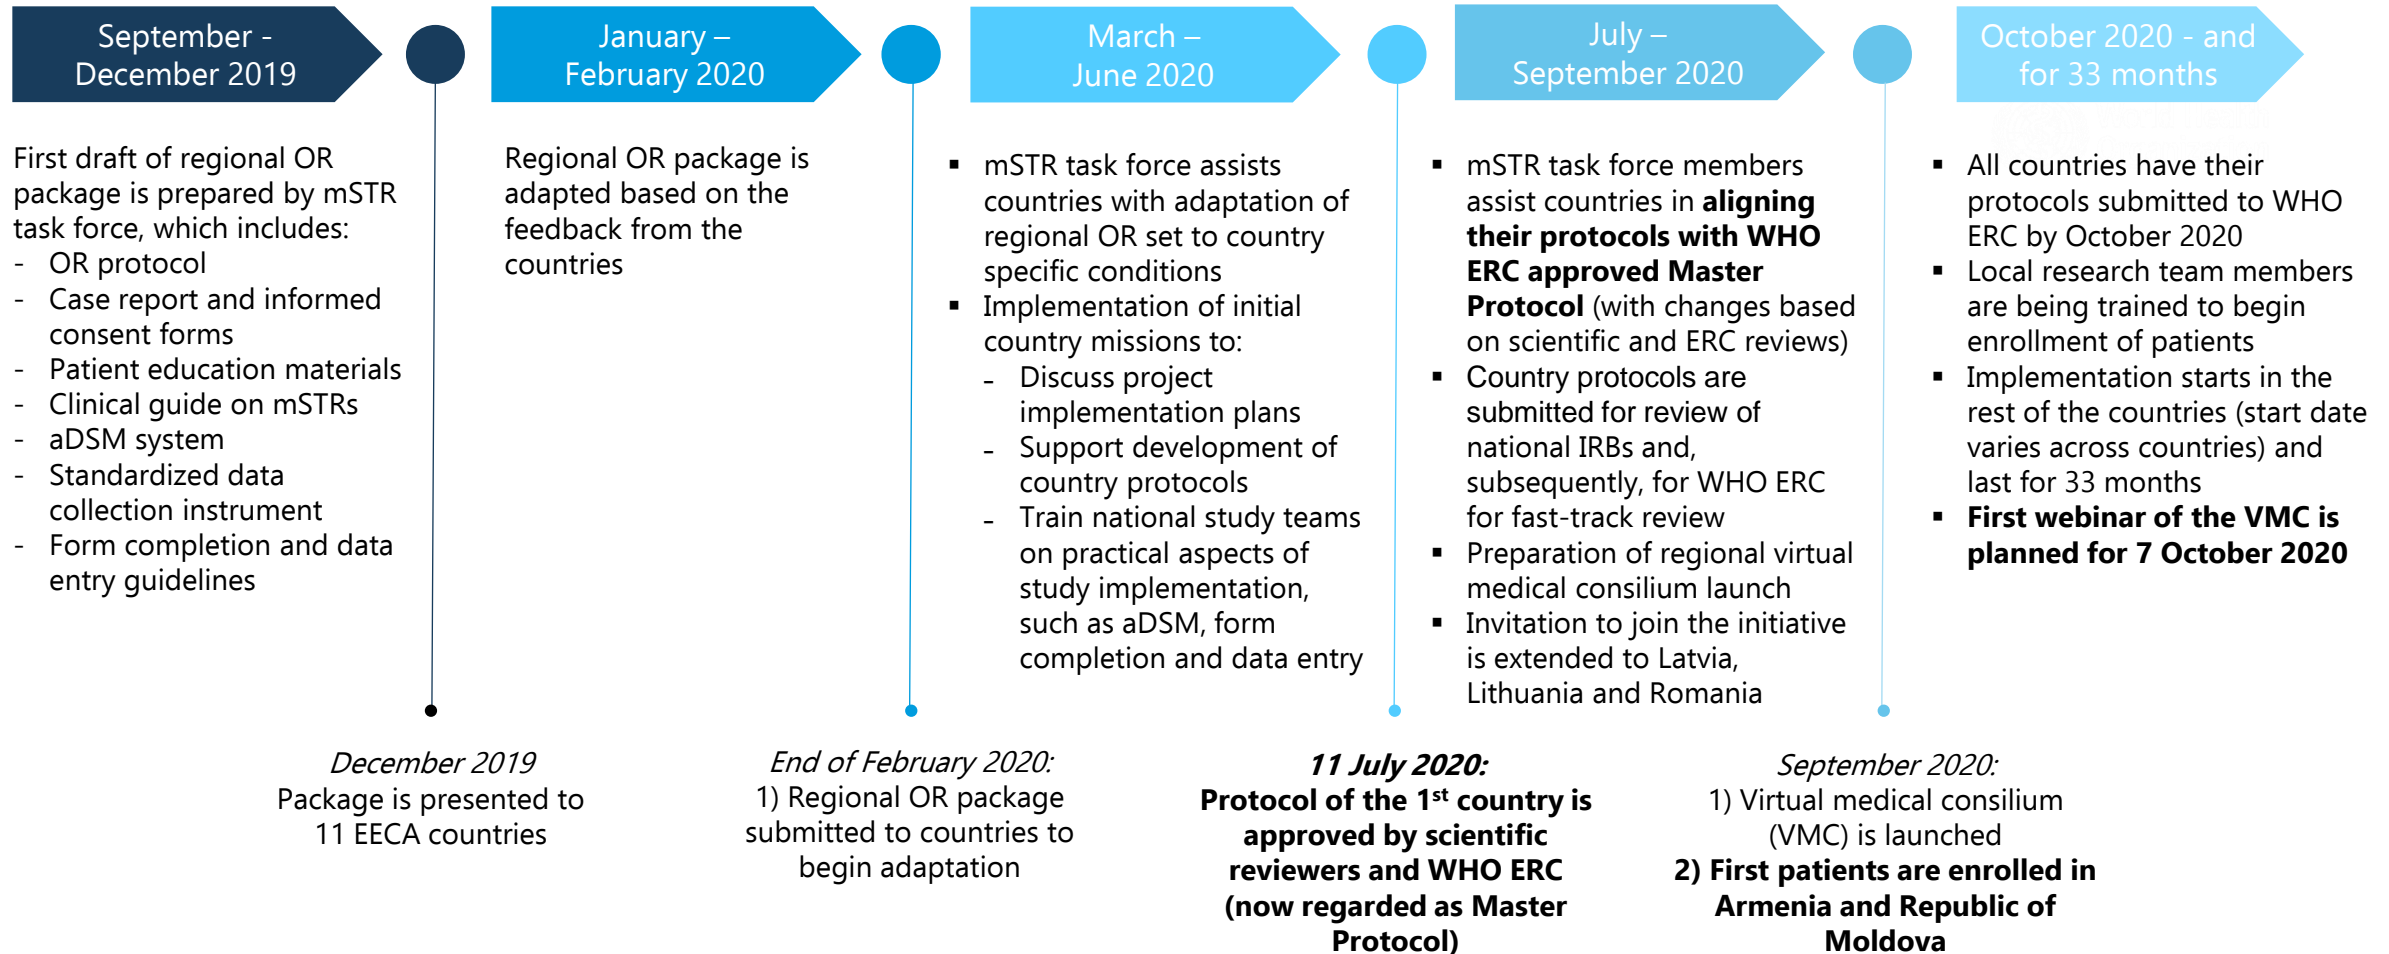 September -
December 2019
January –
February 2020
March –
June 2020
July –
September 2020
October 2020 - and
for 33 months
First draft of regional OR
package is prepared by mSTR
task force, which includes:
- OR protocol
- Case report and informed
consent forms
- Patient education materials
- Clinical guide on mSTRs
- aDSM system
- Standardized data
collection instrument
- Form completion and data
entry guidelines
Regional OR package is
adapted based on the
feedback from the
countries
▪ mSTR task force assists
countries with adaptation of
regional OR set to country
specific conditions
▪ Implementation of initial
country missions to:
- Discuss project
implementation plans
- Support development of
country protocols
- Train national study teams
on practical aspects of
study implementation,
such as aDSM, form
completion and data entry
▪ mSTR task force members
assist countries in aligning
their protocols with WHO
ERC approved Master
Protocol (with changes based
on scientific and ERC reviews)
▪ Country protocols are
submitted for review of
national IRBs and,
subsequently, for WHO ERC
for fast-track review
▪ Preparation of regional virtual
medical consilium launch
▪ Invitation to join the initiative
is extended to Latvia,
Lithuania and Romania
▪ All countries have their
protocols submitted to WHO
ERC by October 2020
▪ Local research team members
are being trained to begin
enrollment of patients
▪ Implementation starts in the
rest of the countries (start date
varies across countries) and
last for 33 months
▪ First webinar of the VMC is
planned for 7 October 2020
December 2019
Package is presented to
11 EECA countries
End of February 2020:
1) Regional OR package
submitted to countries to
begin adaptation
11 July 2020:
Protocol of the 1st country is
approved by scientific
reviewers and WHO ERC
(now regarded as Master
Protocol)
September 2020:
1) Virtual medical consilium
(VMC) is launched
2) First patients are enrolled in
Armenia and Republic of
Moldova